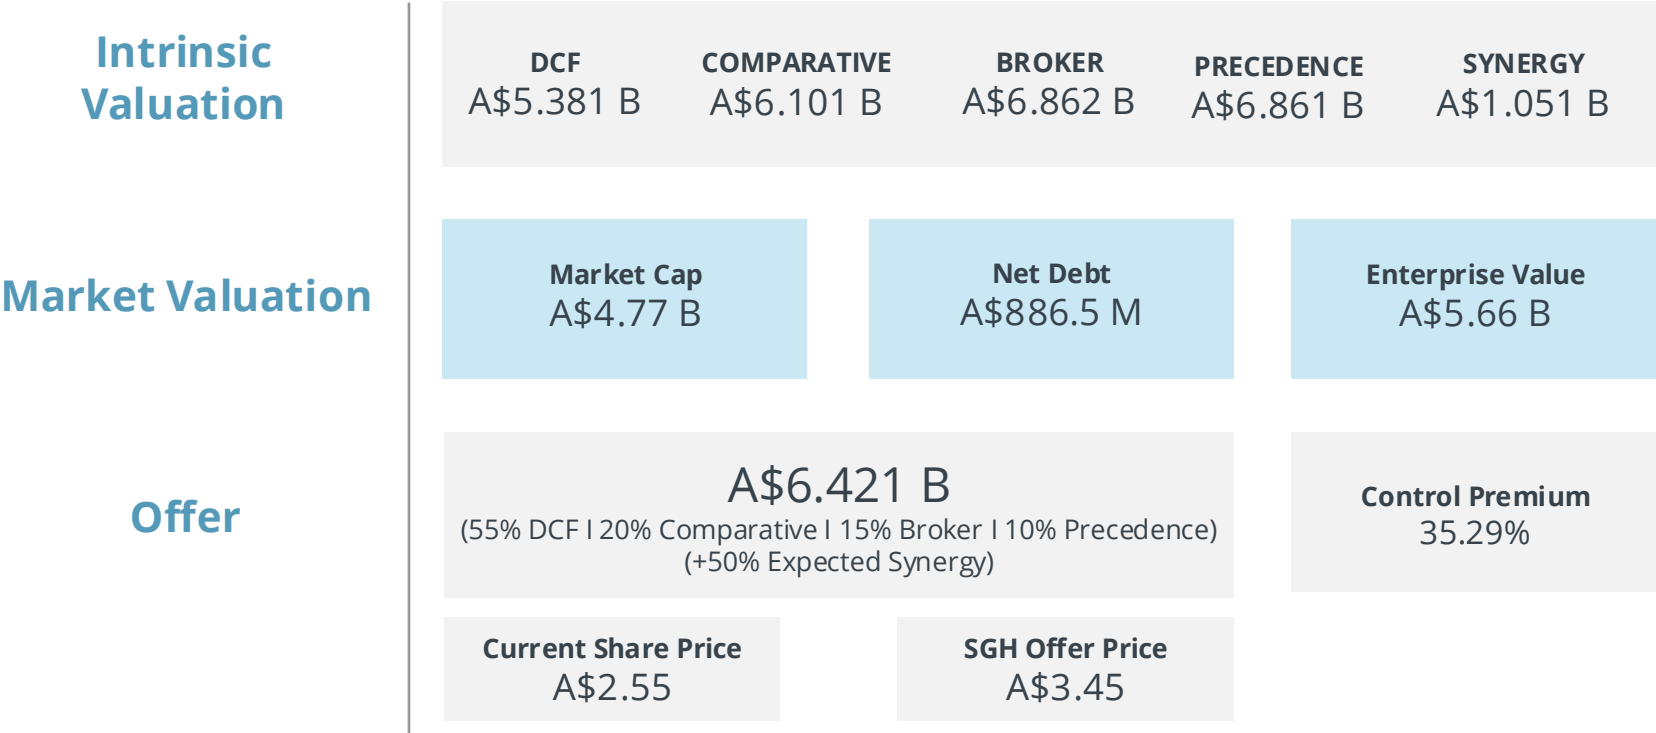 Intrinsic
Valuation
DCF
A$5.381 B
COMPARATIVE
A$6.101 B
BROKER
A$6.862 B
PRECEDENCE
A$6.861 B
SYNERGY
A$1.051 B
Market Valuation
Market Cap
A$4.77 B
Net Debt
A$886.5 M
Enterprise Value
A$5.66 B
Offer
A$6.421 B
(55% DCF I 20% Comparative I 15% Broker I 10% Precedence)
(+50% Expected Synergy)
Control Premium
35.29%
Current Share Price
A$2.55
SGH Offer Price
A$3.45